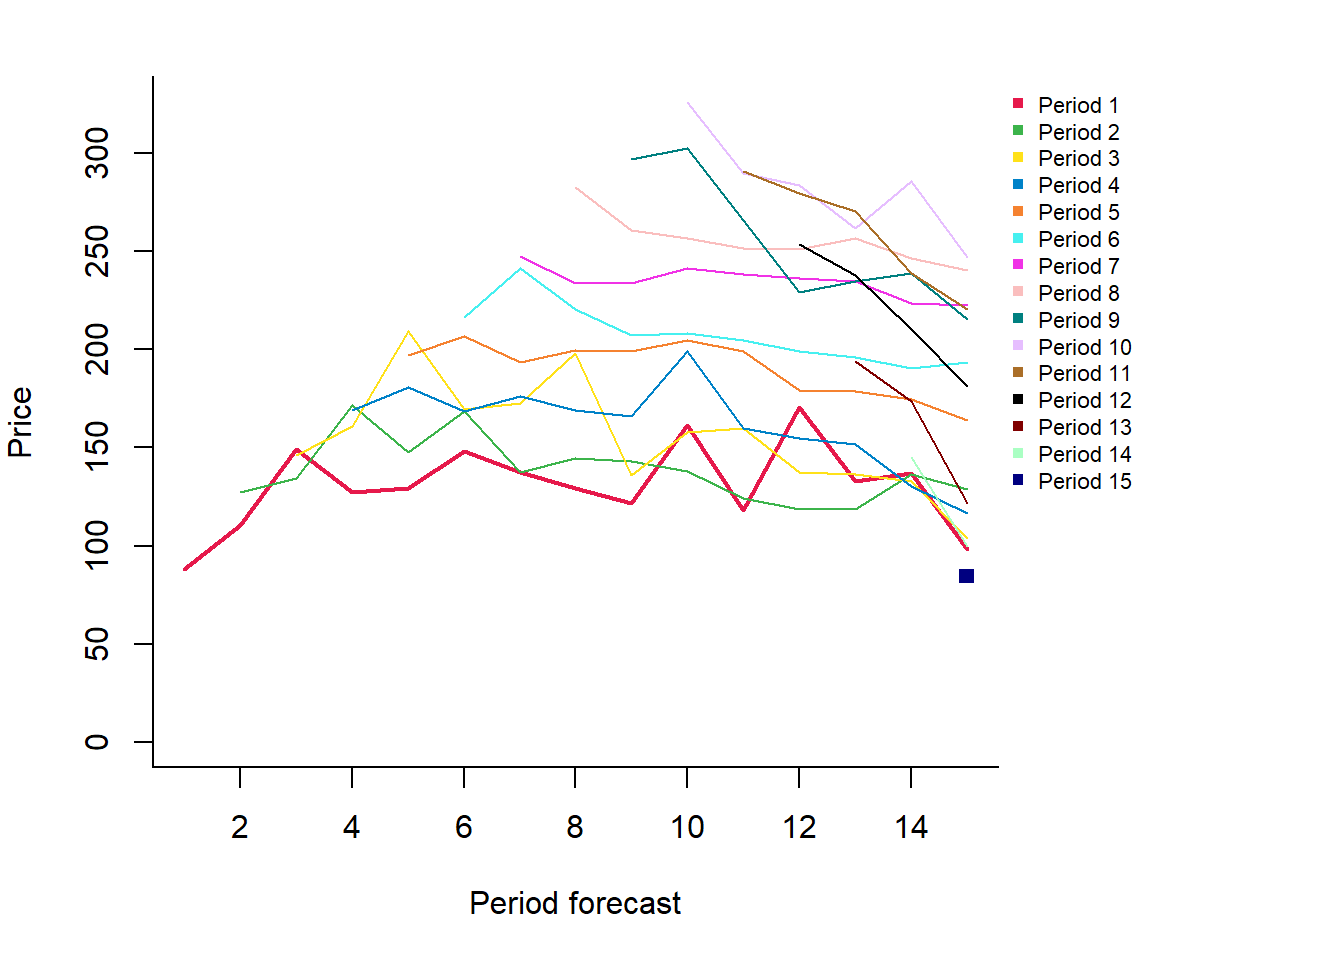 Price
300
250
200
150
100
50
0
2 4 6 8 10 12 14
Period forecast
Period 1
Period 2
Period 3
Period 4
Period 5
Period 6
Period 7
Period 8
Period 9
Period 10
Period 11
Period 12
Period 13
Period 14
Period 15